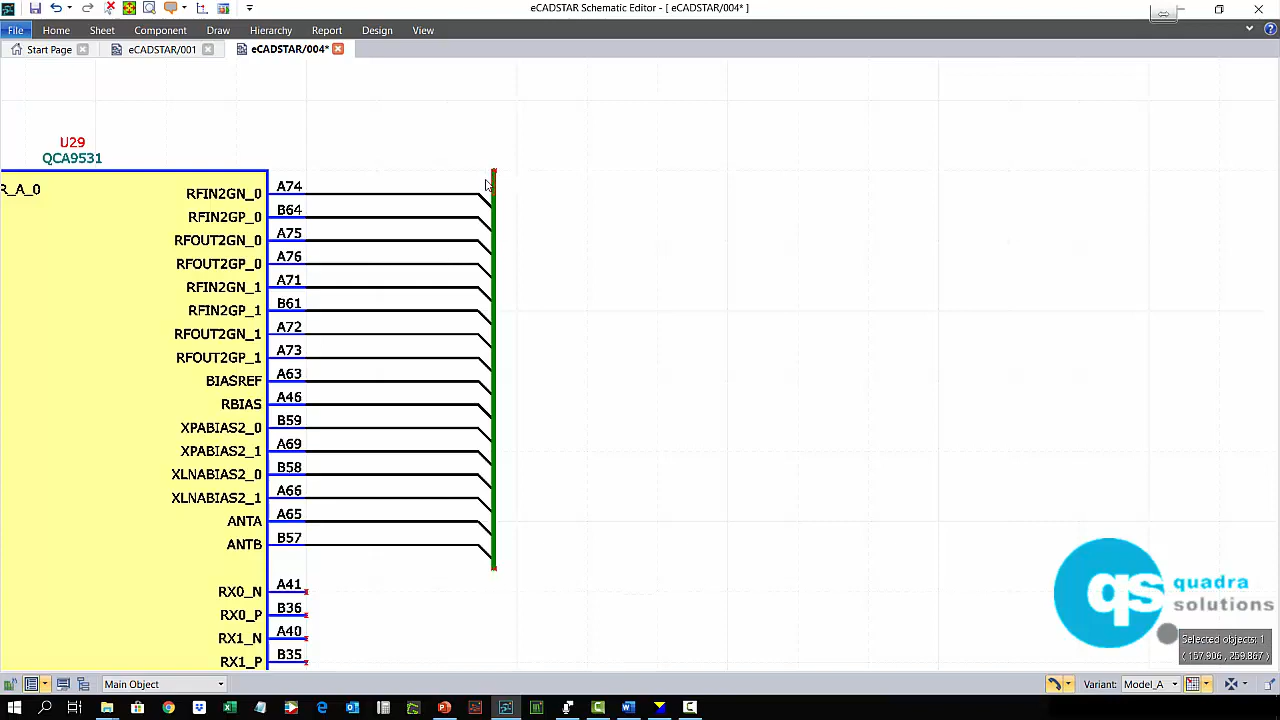 eCADSTAR Schematic Editor - [ eCADSTAR/004* ]
File Home Sheet Component Draw Hierarchy Report Design View
Start Page eCADSTAR/001 eCADSTAR/004*
U29
QCA9531
R_A_0
RFIN2GN_0 A74
RFIN2GP_0 B64
RFOUT2GN_0 A75
RFOUT2GP_0 A76
RFIN2GN_1 A71
RFIN2GP_1 B61
RFOUT2GN_1 A72
RFOUT2GP_1 A73
BIASREF A63
RBIAS A46
XPABIAS2_0 B59
XPABIAS2_1 A69
XLNABIAS2_0 B58
XLNABIAS2_1 A66
ANTA A65
ANTB B57
RX0_N A41
RX0_P B36
RX1_N A40
RX1_P B35
qs quadra
solutions
Selected objects: 1
( 157.906, 259.867 )
Main Object Variant: Model_A